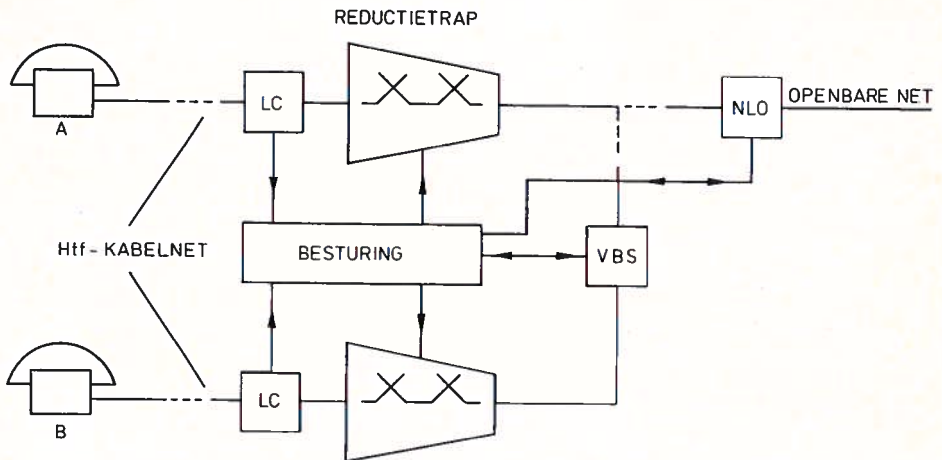 REDUCTIETRAP
A
LC
NLO
OPENBARE NET
Htf-KABELNET
BESTURING
VBS
B
LC